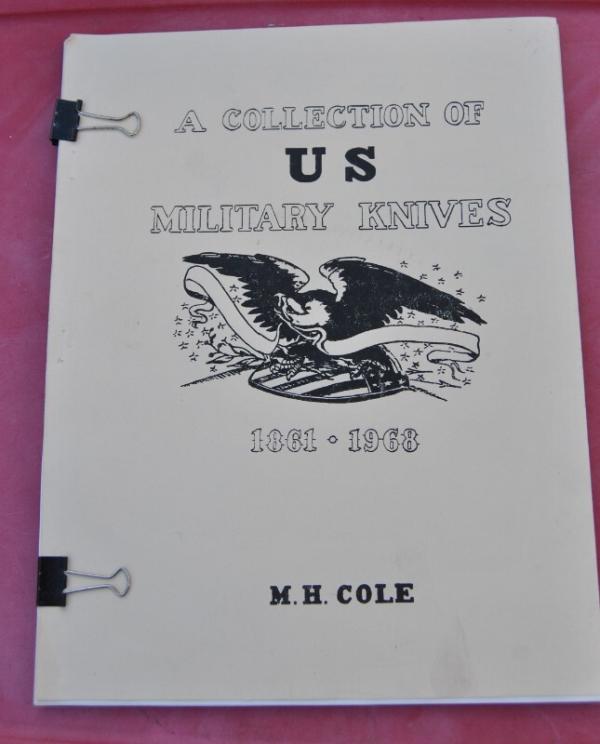 A COLLECTION OF
US
MILITARY KNIVES
1861 • 1968
M. H. COLE